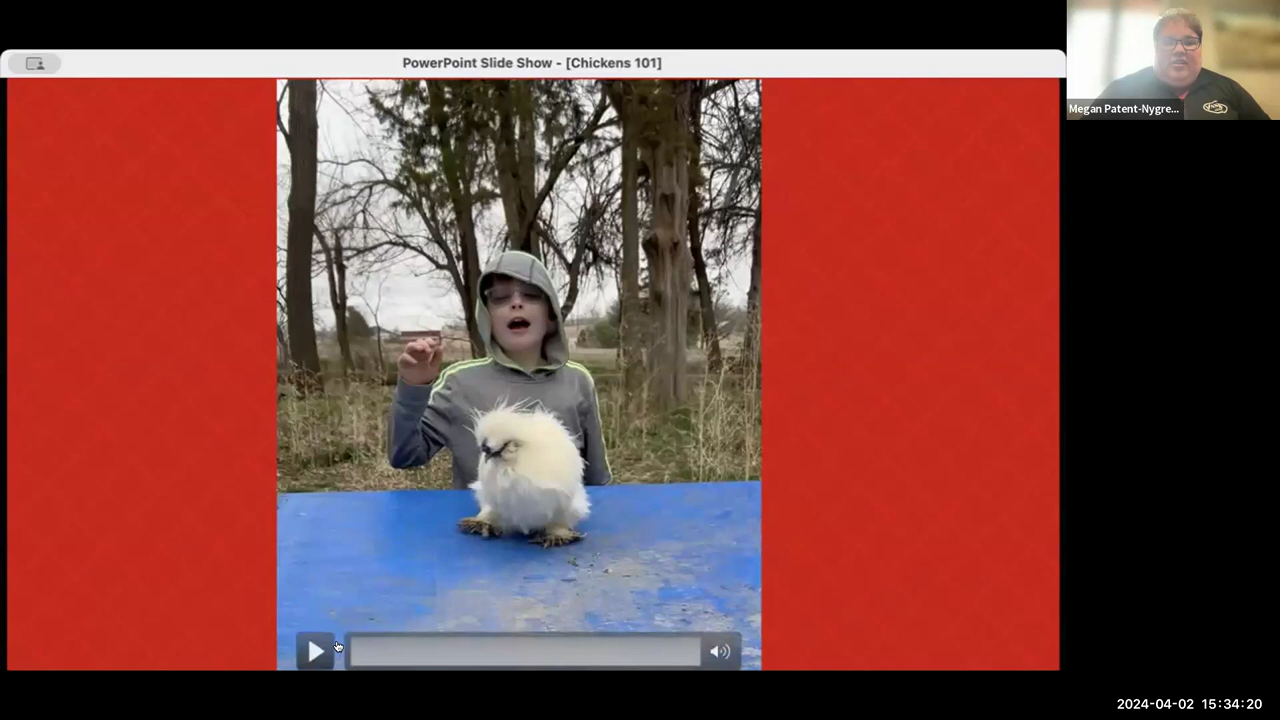 PowerPoint Slide Show - [Chickens 101]
Megan Patent-Nygre...
2024-04-02 15:34:20